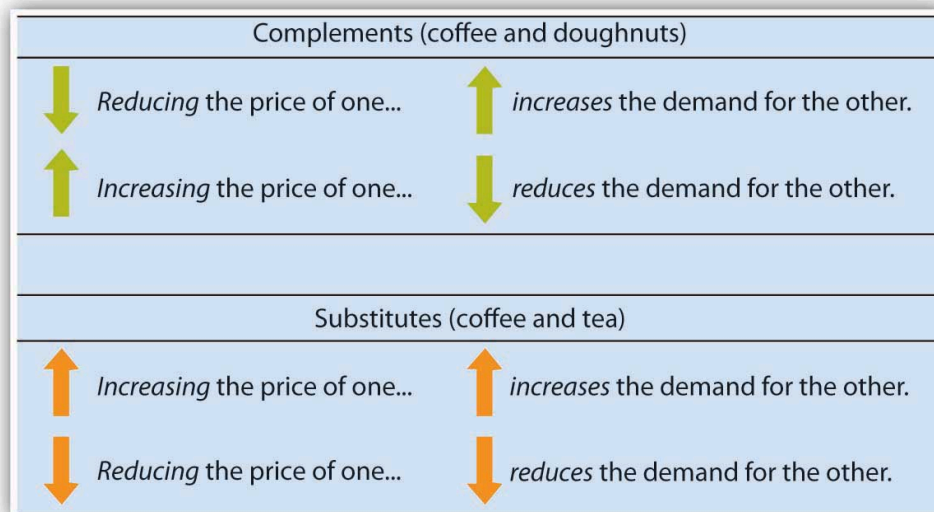 Complements (coffee and doughnuts)
Reducing the price of one... increases the demand for the other.
Increasing the price of one... reduces the demand for the other.
Substitutes (coffee and tea)
Increasing the price of one... increases the demand for the other.
Reducing the price of one... reduces the demand for the other.